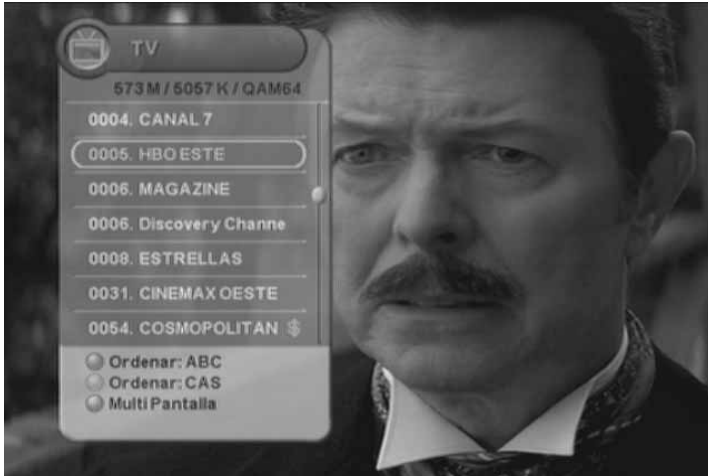 TV
573 M / 5057 K / QAM64
0004. CANAL 7
0005. HBO ESTE
0006. MAGAZINE
0006. Discovery Channe
0008. ESTRELLAS
0031. CINEMAX OESTE
0054. COSMOPOLITAN $
Ordenar: ABC
Ordenar: CAS
Multi Pantalla